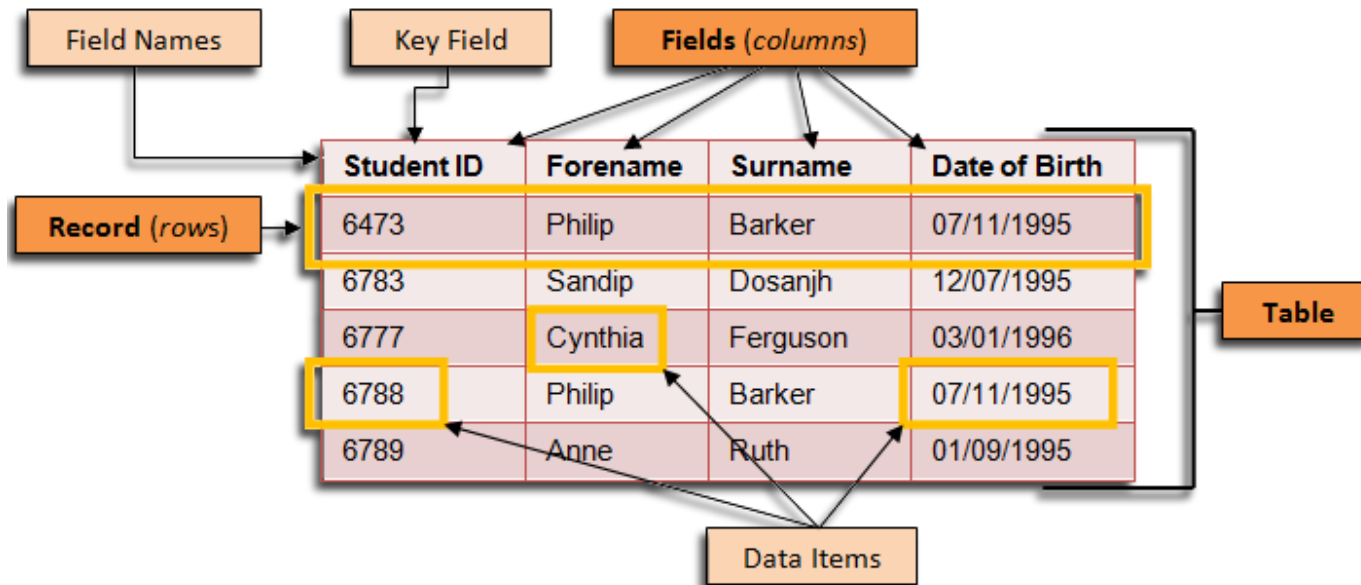 Field Names
Key Field
Fields (columns)
Student ID Forename Surname Date of Birth
Record (rows)
6473 Philip Barker 07/11/1995
6783 Sandip Dosanjh 12/07/1995
Table
6777 Cynthia Ferguson 03/01/1996
6788 Philip Barker 07/11/1995
6789 Anne Ruth 01/09/1995
Data Items